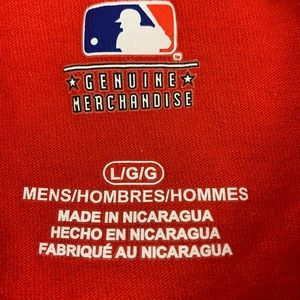 GENUINE
MERCHANDISE
L/G/G
MENS/HOMBRES/HOMMES
MADE IN NICARAGUA
HECHO EN NICARAGUA
FABRIQUÉ AU NICARAGUA